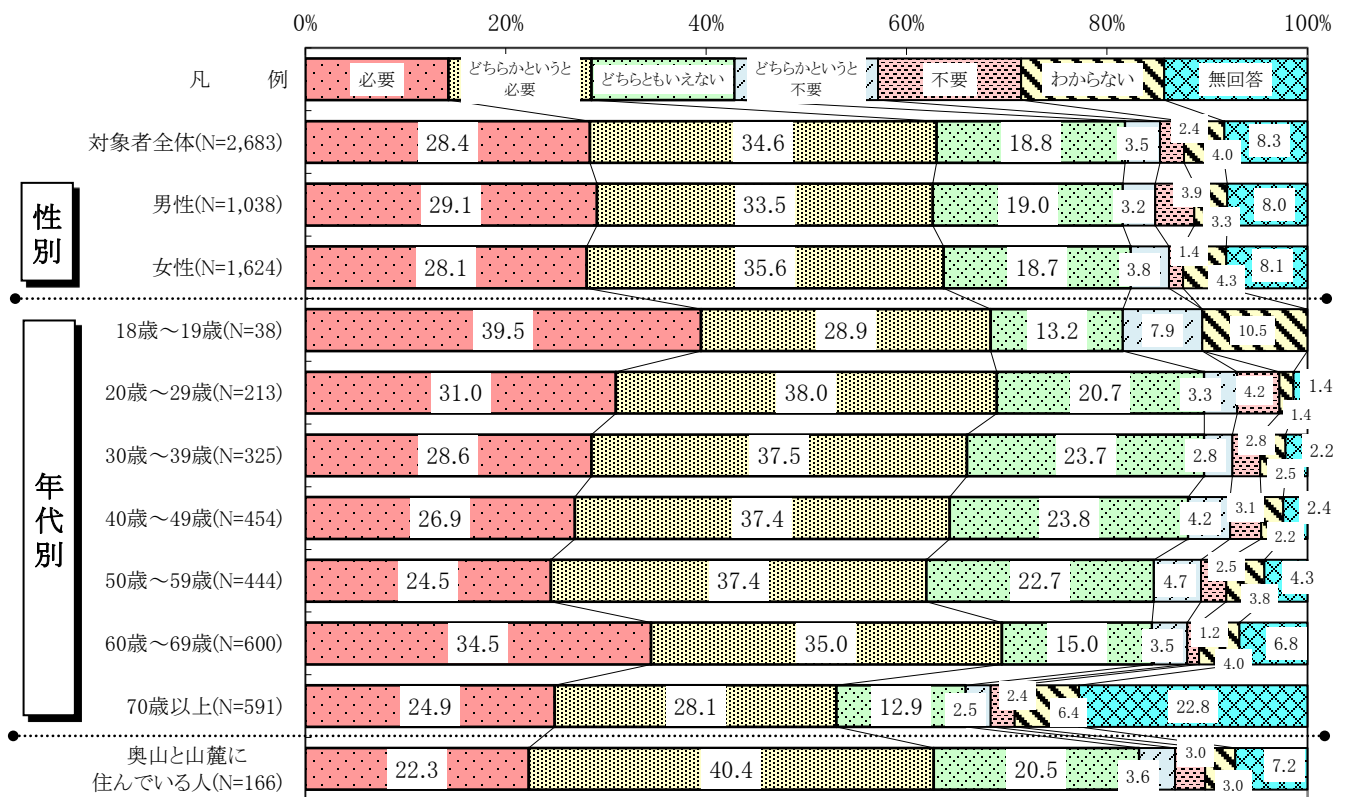 0% 20% 40% 60% 80% 100%
凡 例 必要 どちらかというと必要 どちらともいえない どちらかというと不要 不要 わからない 無回答
対象者全体(N=2,683) 28.4 34.6 18.8 3.5 2.4 4.0 8.3
性別
男性(N=1,038) 29.1 33.5 19.0 3.2 3.9 3.3 8.0
女性(N=1,624) 28.1 35.6 18.7 3.8 1.4 4.3 8.1
年代別
18歳～19歳(N=38) 39.5 28.9 13.2 7.9 10.5
20歳～29歳(N=213) 31.0 38.0 20.7 3.3 4.2 1.4 1.4
30歳～39歳(N=325) 28.6 37.5 23.7 2.8 2.8 2.5 2.2
40歳～49歳(N=454) 26.9 37.4 23.8 4.2 3.1 2.2 2.4
50歳～59歳(N=444) 24.5 37.4 22.7 4.7 2.5 3.8 4.3
60歳～69歳(N=600) 34.5 35.0 15.0 3.5 1.2 4.0 6.8
70歳以上(N=591) 24.9 28.1 12.9 2.5 2.4 6.4 22.8
奥山と山麓に
住んでいる人(N=166) 22.3 40.4 20.5 3.6 3.0 3.0 7.2